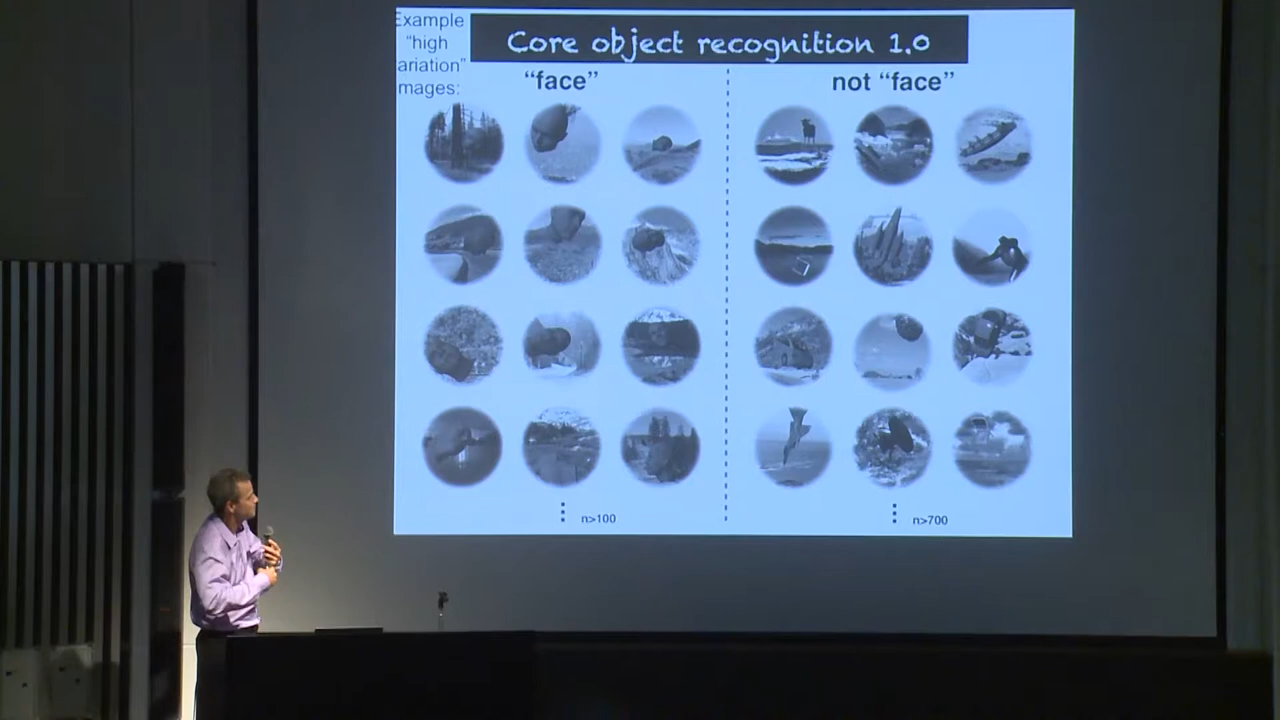 Example
"high
ariation"
mages:
Core object recognition 1.0
"face"
not "face"
n>100
n>700